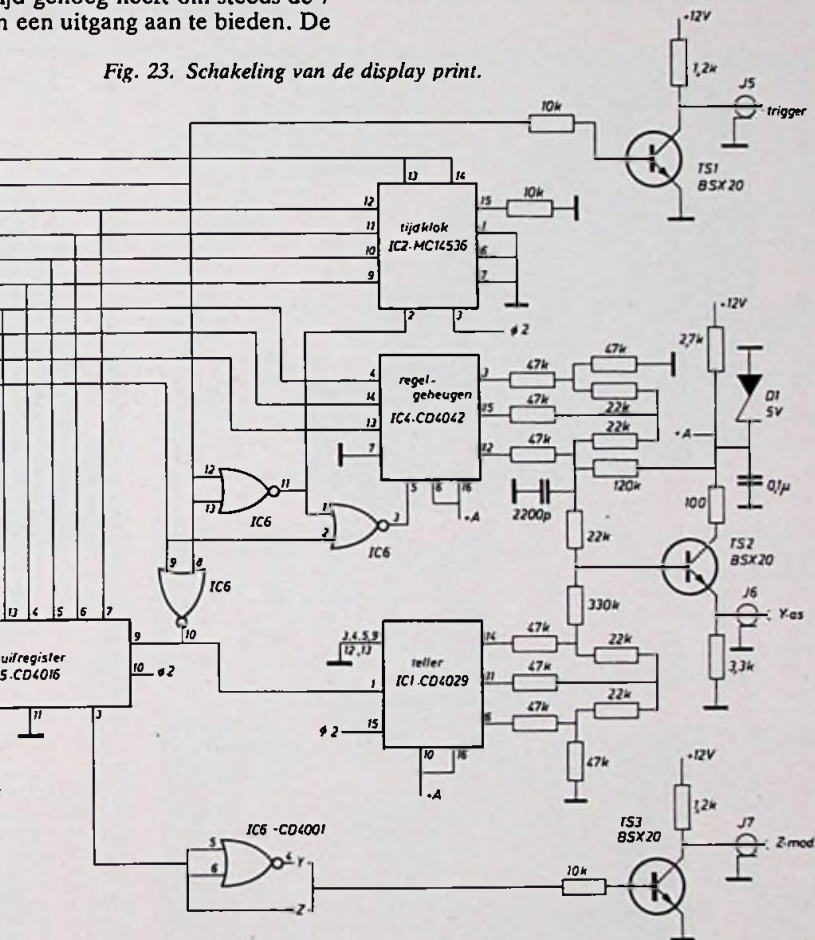 ijd genoeg heeft om steeds de 7
n een uitgang aan te bieden. De
Fig. 23. Schakeling van de display print.
+12V
1,2k
J5
trigger
10k
TS1
BSX20
13
14
12
11
10
9
tijdklok
IC2-MC14536
15
10k
1
6
7
2
3
φ2
+12V
2,7k
D1
5V
+A
0,1µ
100
4
14
13
7
regel-
geheugen
IC4-CD4042
3
15
12
5
6
16
+A
47k
47k
47k
22k
47k
22k
120k
2200p
22k
TS2
BSX20
J6
Y-as
3,3k
12
13
11
IC6
1
2
3
IC6
9
8
IC6
10
13
4
5
6
7
uifregister
5-CD4016
9
10
φ2
11
3
330k
3,4,5,9
12,13
1
15
φ2
teller
IC1-CD4029
14
11
6
10
16
+A
47k
22k
47k
22k
47k
47k
IC6-CD4001
5
6
4
Y
Z
10k
+12V
1,2k
TS3
BSX20
J7
Z-mod